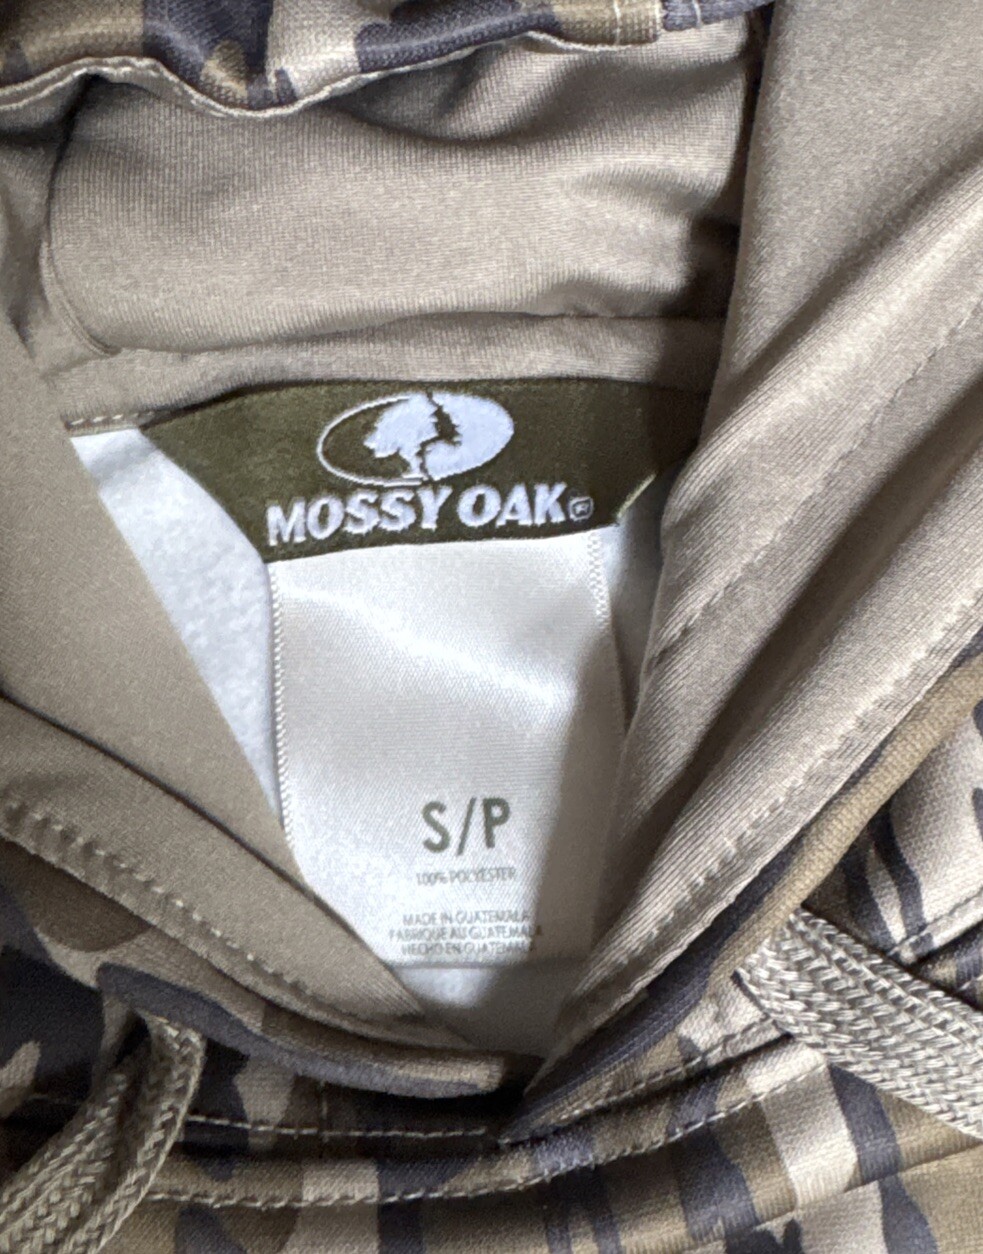 MOSSY OAK®
S/P
100% POLYESTER
MADE IN GUATEMALA
FABRIQUE AU GUATEMALA
HECHO EN GUATEMALA